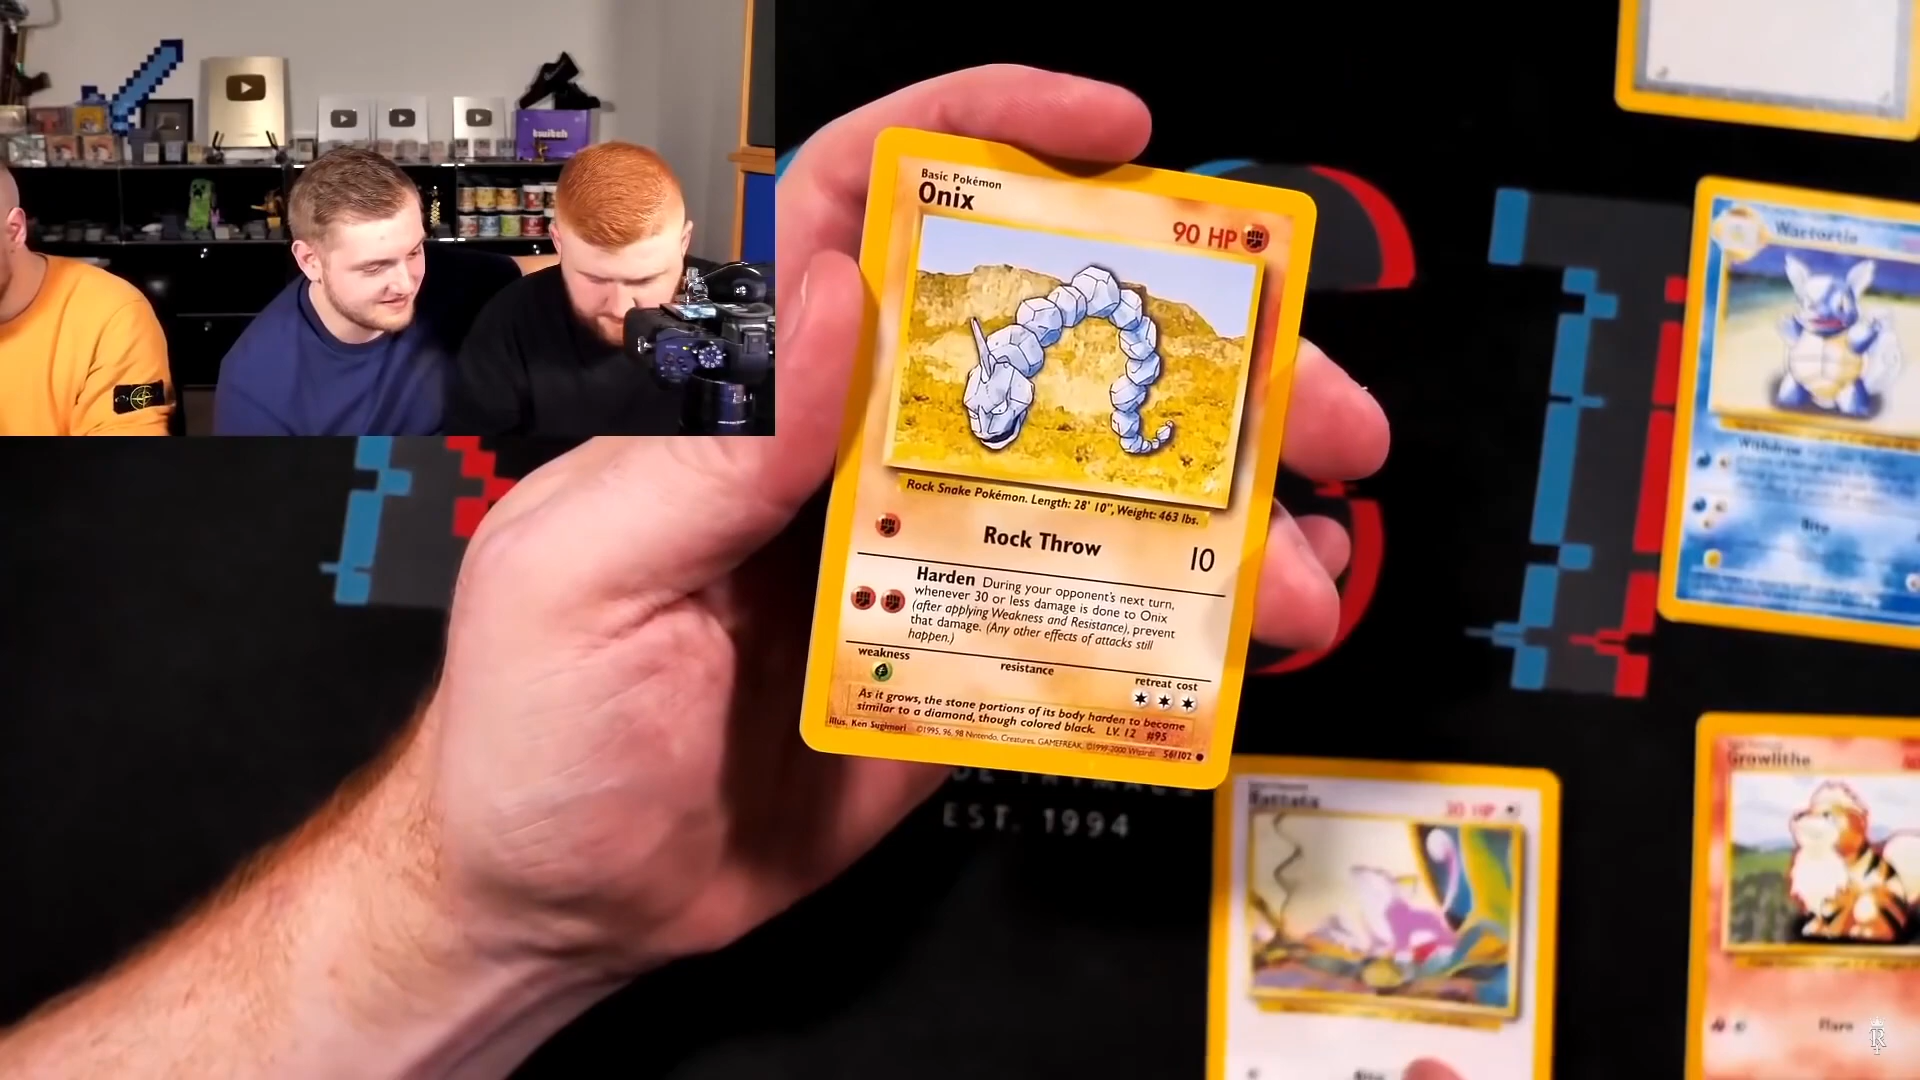 twitch
Basic Pokémon
Onix
90 HP
Rock Snake Pokémon. Length: 28' 10", Weight: 463 lbs.
Rock Throw 10
Harden During your opponent's next turn,
whenever 30 or less damage is done to Onix
(after applying Weakness and Resistance), prevent
that damage. (Any other effects of attacks still
happen.)
weakness
resistance
retreat cost
As it grows, the stone portions of its body harden to become
similar to a diamond, though colored black. LV. 12 #95
Illus. Ken Sugimori ©1995, 96, 98 Nintendo, Creatures, GAMEFREAK. ©1999-2000 Wizards. 56/102
EST. 1994
Wartortle
Withdraw
Bite
Rattata
30 HP
Bite
Growlithe
Flare
R